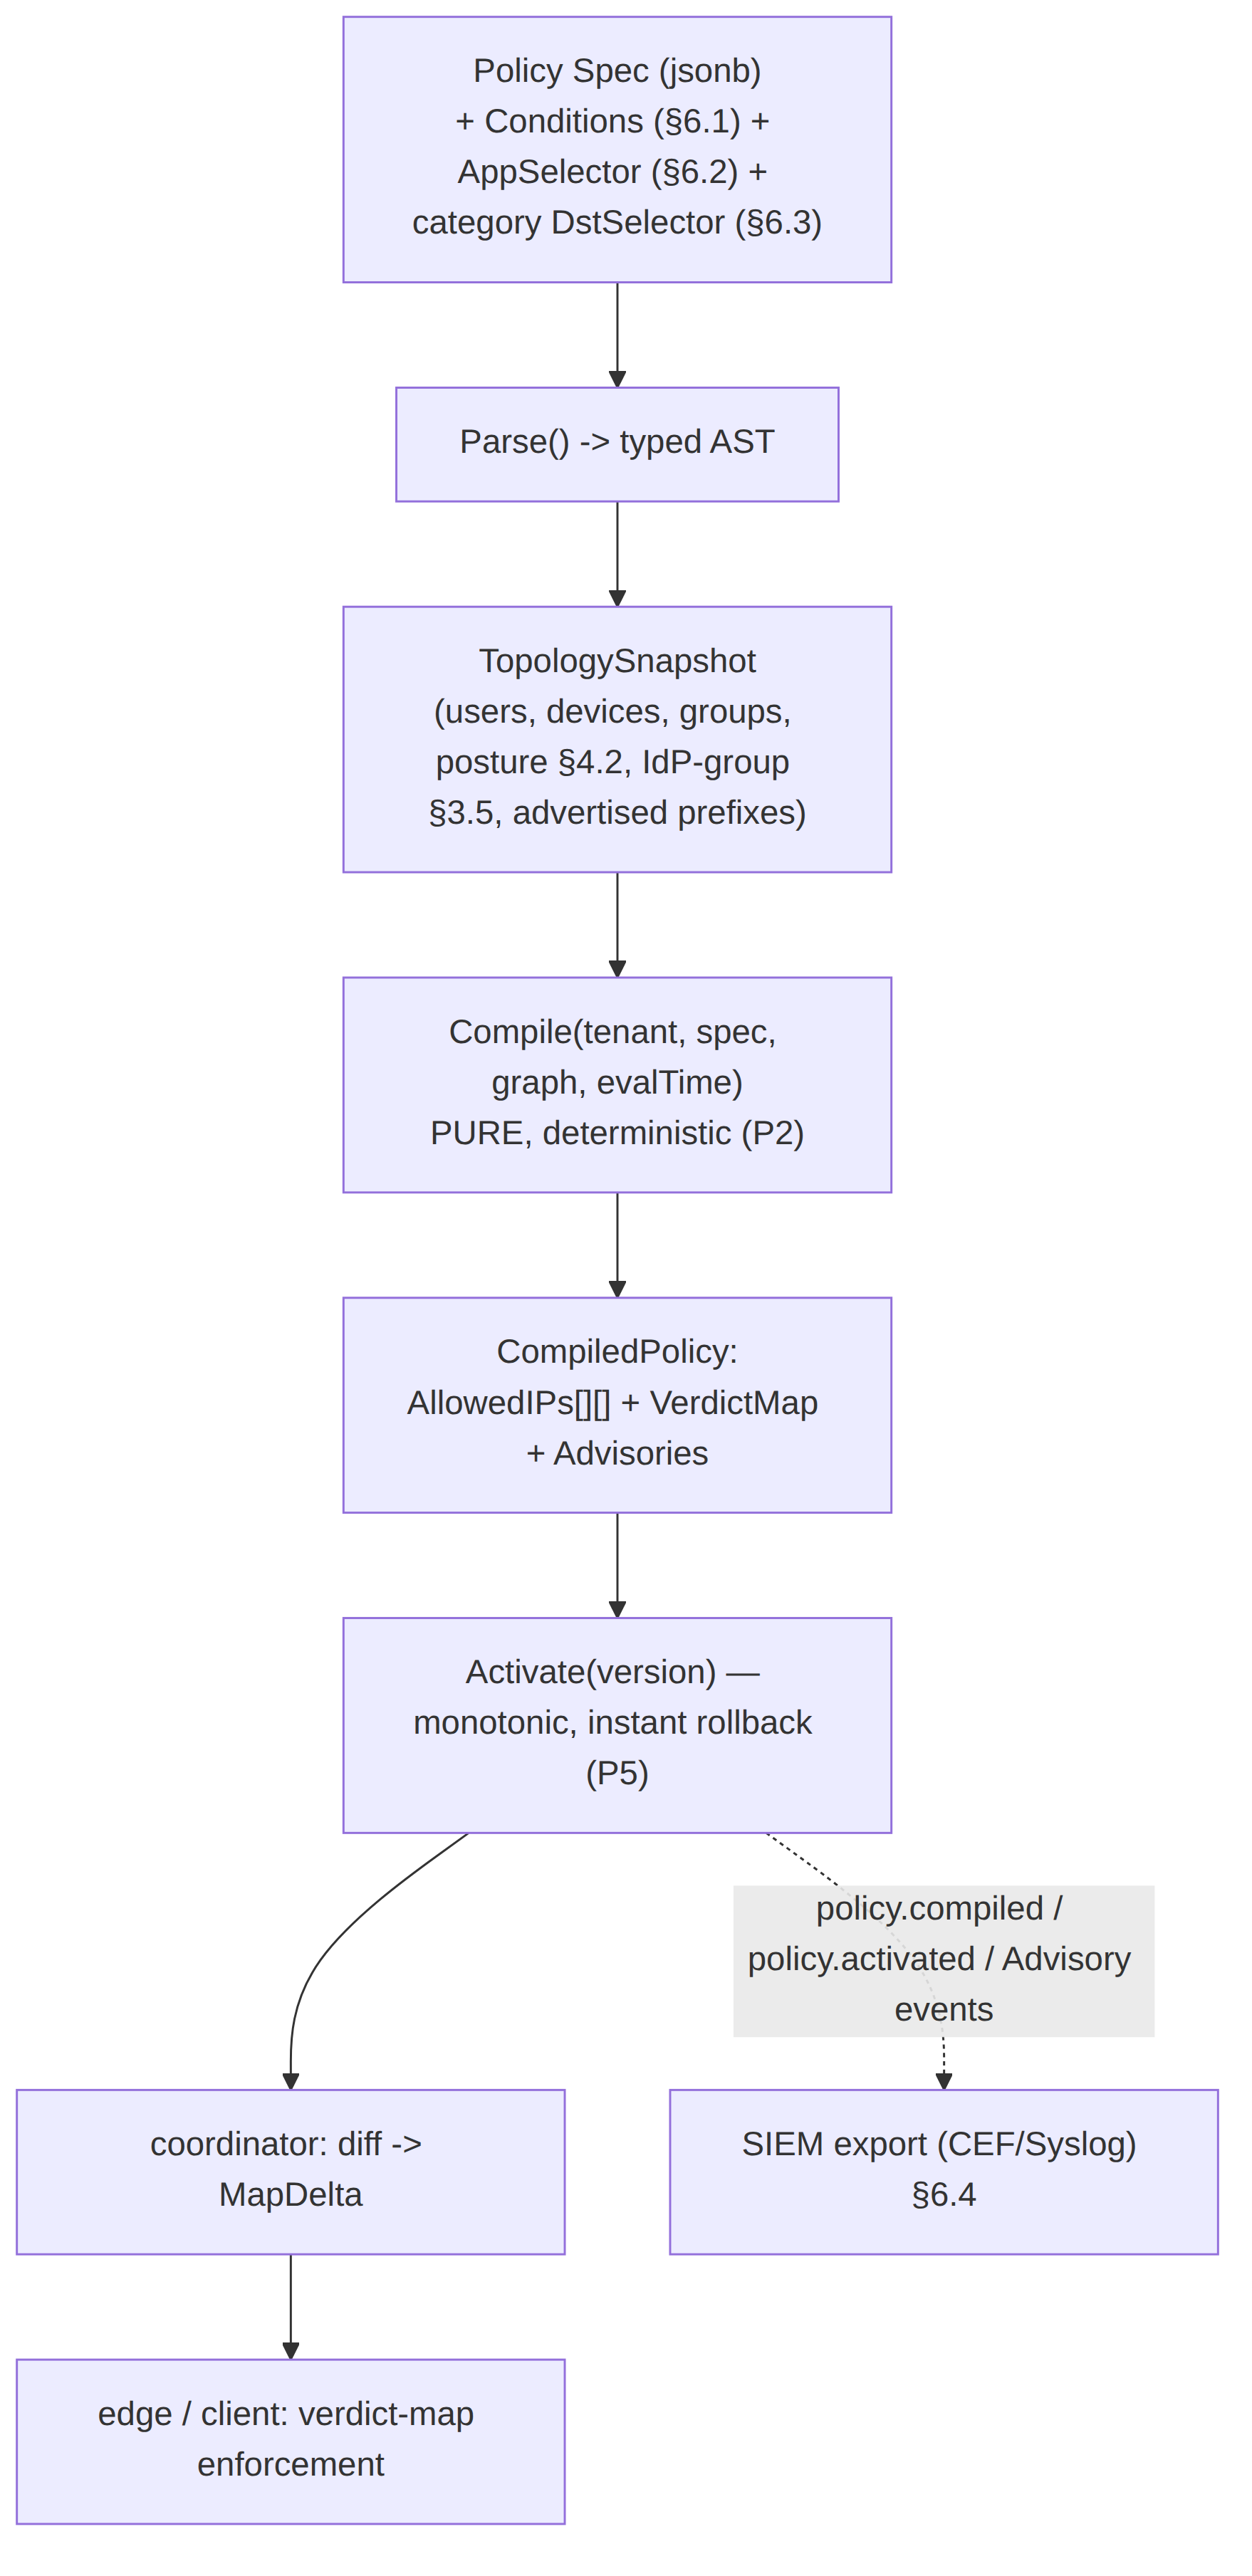 Policy Spec (jsonb)
+ Conditions (§6.1) +
AppSelector (§6.2) +
category DstSelector (§6.3)
Parse() -> typed AST
TopologySnapshot
(users, devices, groups,
posture §4.2, IdP-group
§3.5, advertised prefixes)
Compile(tenant, spec,
graph, evalTime)
PURE, deterministic (P2)
CompiledPolicy:
AllowedIPs[][] + VerdictMap
+ Advisories
Activate(version) —
monotonic, instant rollback
(P5)
policy.compiled /
policy.activated / Advisory
events
coordinator: diff ->
MapDelta
SIEM export (CEF/Syslog)
§6.4
edge / client: verdict-map
enforcement